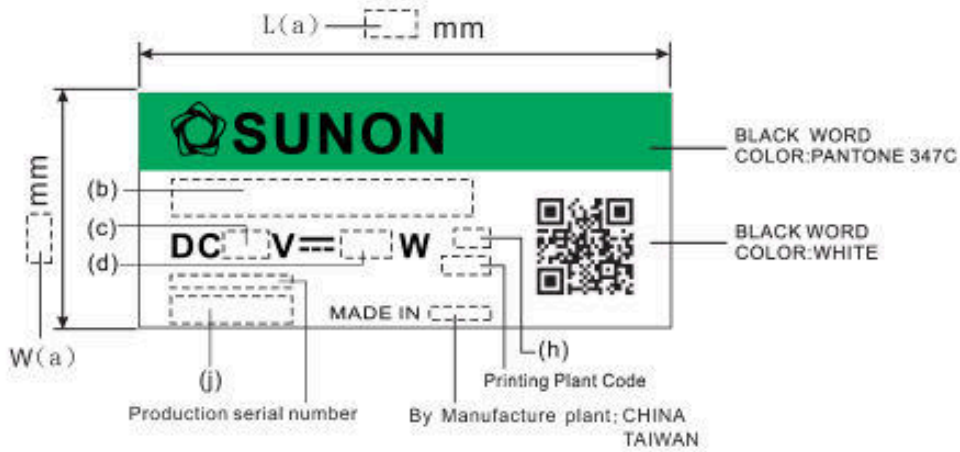 L(a) mm
SUNON
BLACK WORD
COLOR:PANTONE 347C
mm
(b)
(c)
DC V W
(d)
BLACK WORD
COLOR:WHITE
MADE IN
W(a)
(j)
(h)
Printing Plant Code
Production serial number
By Manufacture plant: CHINA
TAIWAN